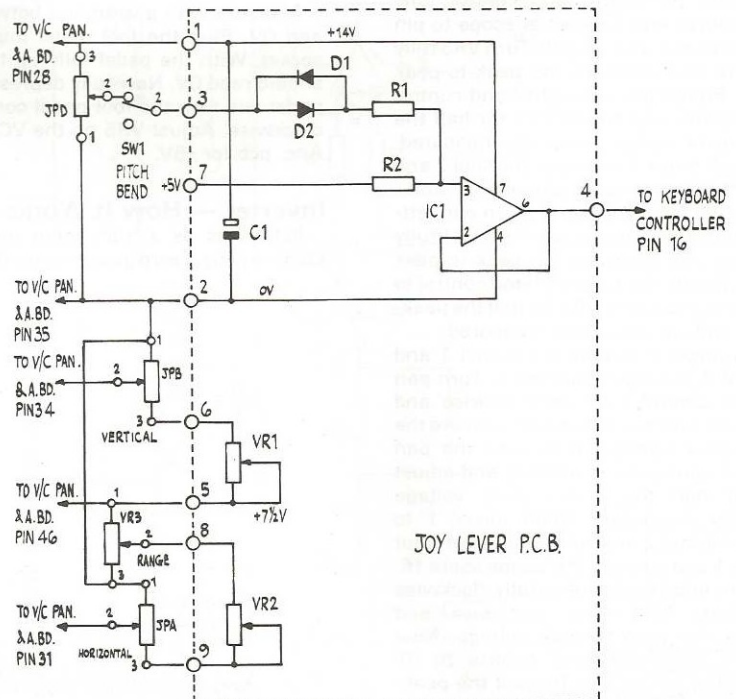 TO V/C PAN.
& A. BD.
PIN 28
3
JPD
1
2
1
2
SW1
PITCH
BEND
1
+14V
3
D1
D2
R1
R2
7
+5V
C1
2
0V
3
2
IC1
7
6
4
4
TO KEYBOARD
CONTROLLER
PIN 16
TO V/C PAN.
& A. BD.
PIN 35
1
TO V/C PAN.
& A. BD.
PIN 34
2
JPB
3
VERTICAL
6
VR1
TO V/C PAN.
& A. BD.
PIN 46
1
5
+7½V
VR3
2
RANGE
3
8
1
VR2
TO V/C PAN.
& A. BD.
PIN 31
2
JPA
HORIZONTAL
3
9
JOY LEVER P.C.B.